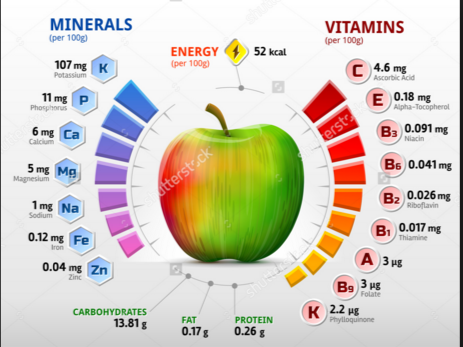 MINERALS
(per 100g)
VITAMINS
(per 100g)
ENERGY
(per 100g)
52 kcal
107 mg
Potassium
K
11 mg
Phosphorus
P
6 mg
Calcium
Ca
5 mg
Magnesium
Mg
1 mg
Sodium
Na
0.12 mg
Iron
Fe
0.04 mg
Zinc
Zn
C
4.6 mg
Ascorbic Acid
E
0.18 mg
Alpha-Tocopherol
B3
0.091 mg
Niacin
B6
0.041 mg
B2
0.026 mg
Riboflavin
B1
0.017 mg
Thiamine
A
3 µg
B9
3 µg
Folate
K
2.2 µg
Phylloquinone
CARBOHYDRATES
13.81 g
FAT
0.17 g
PROTEIN
0.26 g